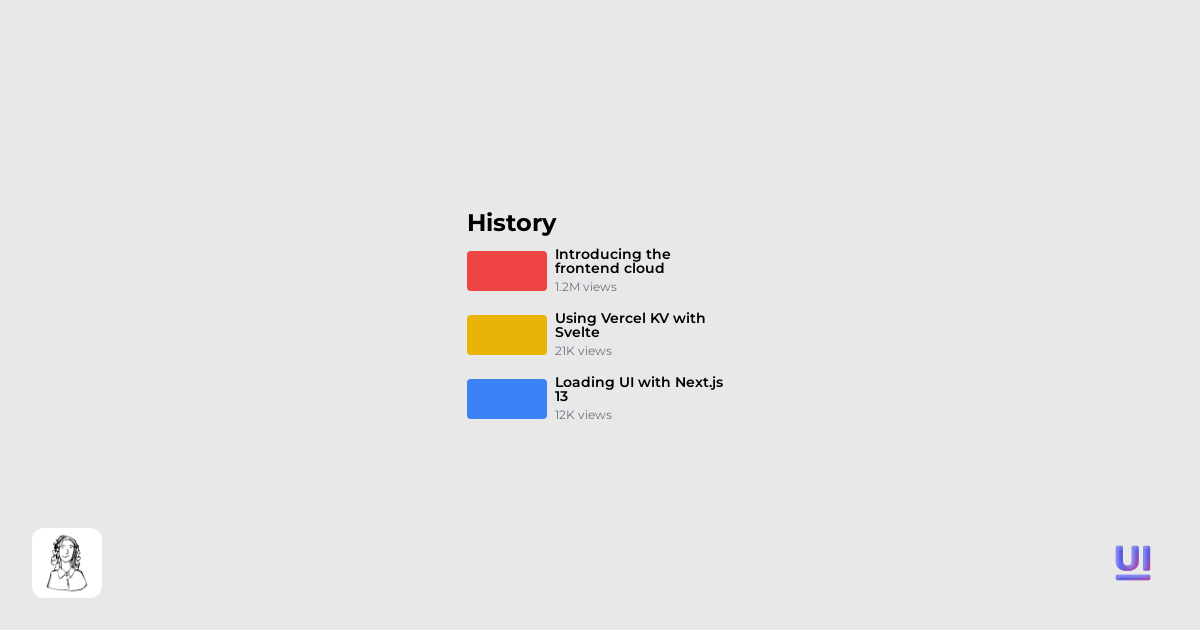 History
Introducing the
frontend cloud
1.2M views
Using Vercel KV with
Svelte
21K views
Loading UI with Next.js
13
12K views
UI